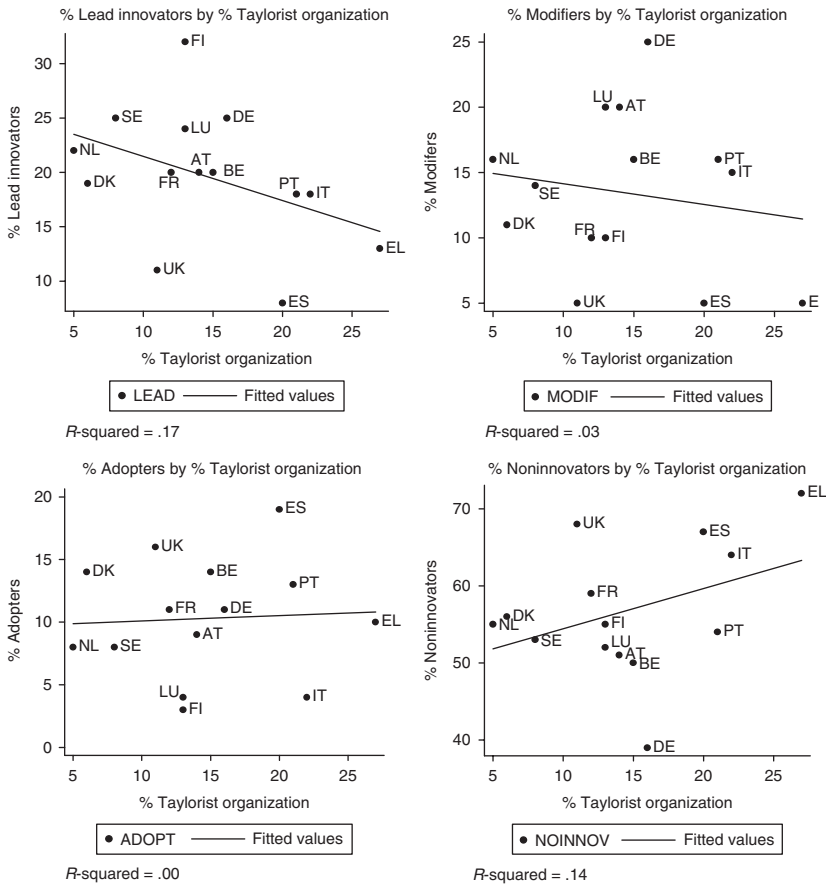 % Lead innovators by % Taylorist organization
% Lead innovators
30
25
20
15
10
FI
SE
DE
LU
NL
AT
BE
FR
DK
PT
IT
EL
UK
ES
5 10 15 20 25
% Taylorist organization
LEAD Fitted values
R-squared = .17
% Modifiers by % Taylorist organization
% Modifiers
25
20
15
10
5
DE
LU
AT
NL
BE
PT
IT
SE
DK
FR
FI
UK
ES
E
5 10 15 20 25
% Taylorist organization
MODIF Fitted values
R-squared = .03
% Adopters by % Taylorist organization
% Adopters
20
15
10
5
0
ES
UK
DK
BE
PT
FR
DE
EL
AT
NL
SE
LU
FI
IT
5 10 15 20 25
% Taylorist organization
ADOPT Fitted values
R-squared = .00
% Noninnovators by % Taylorist organization
% Noninnovators
70
60
50
40
EL
UK
ES
IT
FR
DK
NL
FI
PT
SE
LU
AT
BE
DE
5 10 15 20 25
% Taylorist organization
NOINNOV Fitted values
R-squared = .14